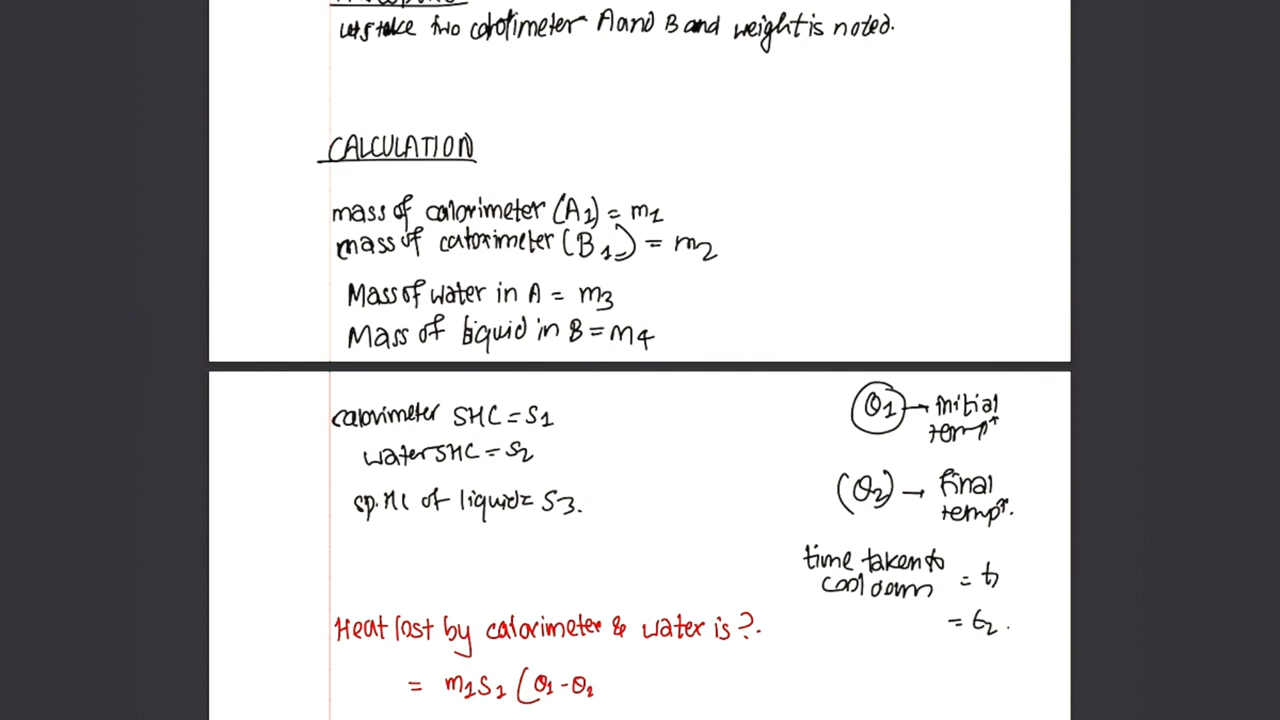 Let's take two calorimeter A and B and weight is noted.
CALCULATION
mass of calorimeter (A1) = m1
mass of calorimeter (B1) = m2
Mass of water in A = m3
Mass of liquid in B = m4
calorimeter SHC = S1
water SHC = S2
sp. HC of liquid = S3.
θ1 → initial temp^r
(θ2) → final temp^r.
time taken to cool down = t1
= t2.
Heat lost by calorimeter & water is?.
= m1S1 (θ1 - θ2